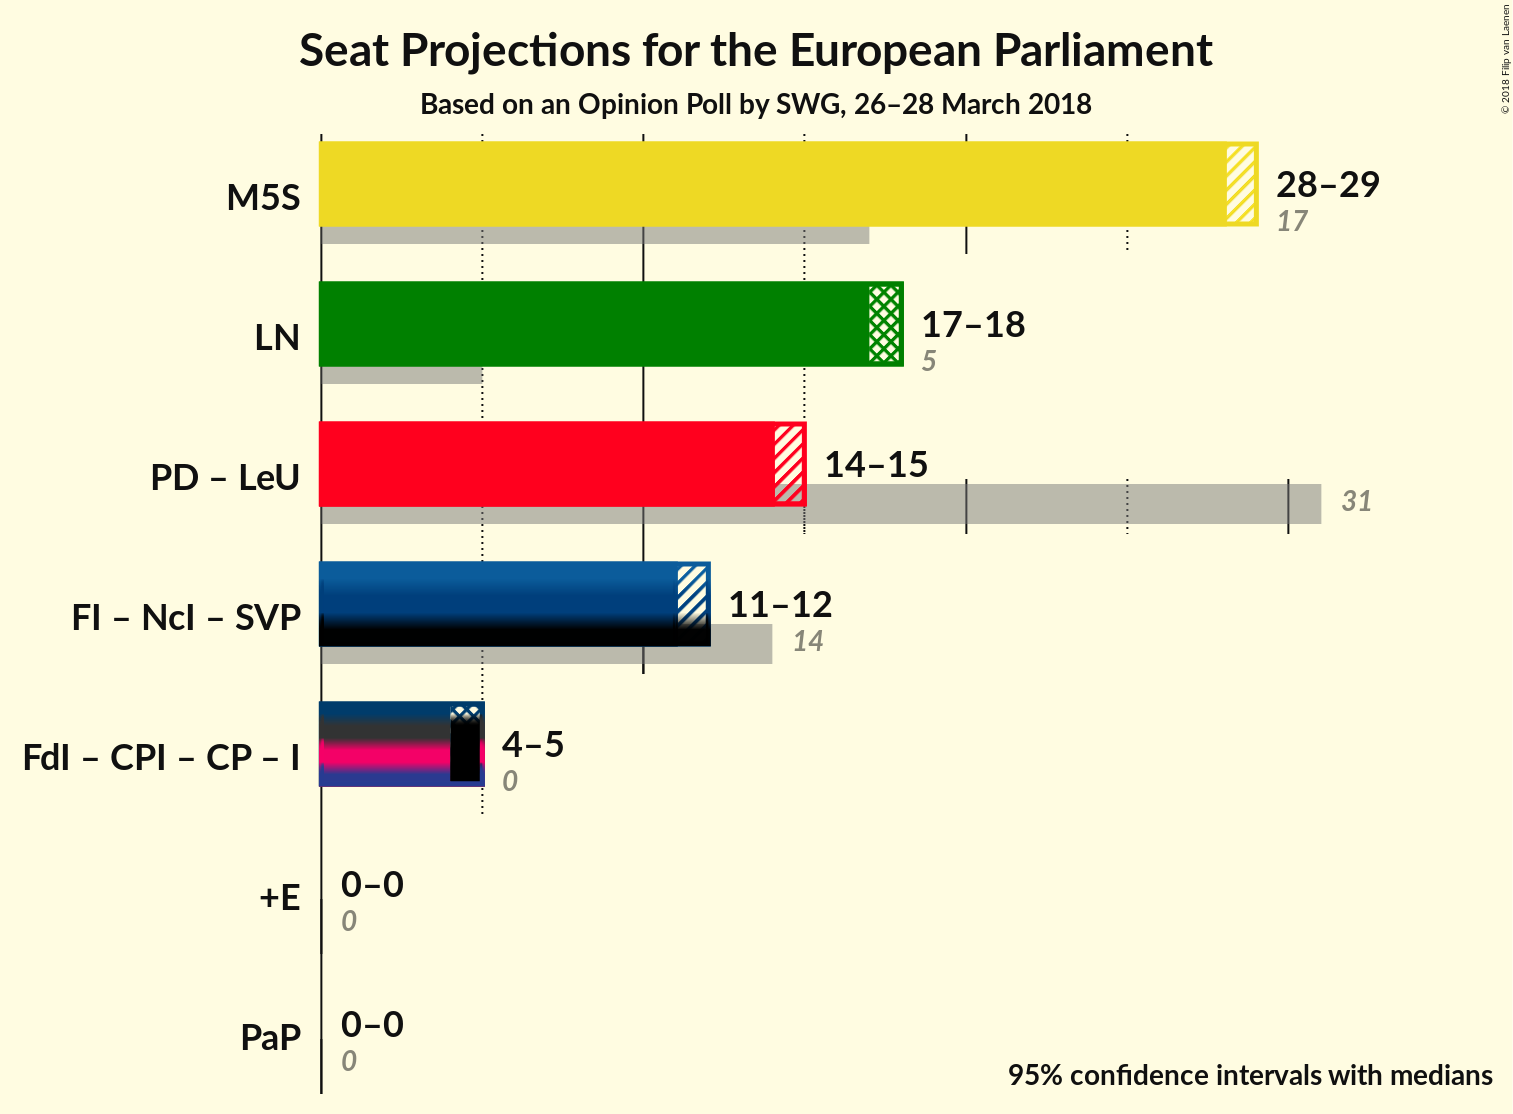 Seat Projections for the European Parliament
Based on an Opinion Poll by SWG, 26–28 March 2018
© 2018 Filip van Laenen
M5S
28–29
17
LN
17–18
5
PD – LeU
14–15
31
FI – NcI – SVP
11–12
14
FdI – CPI – CP – I
4–5
0
+E
0–0
0
PaP
0–0
0
95% confidence intervals with medians